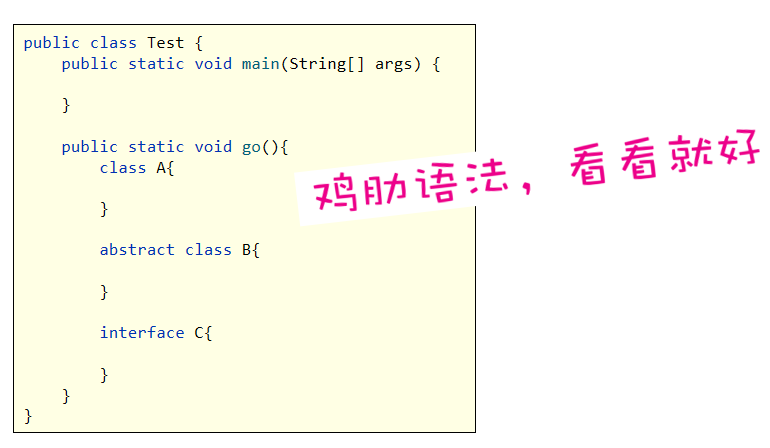 public class Test {
    public static void main(String[] args) {
    }
    public static void go(){
        class A{
        }
        abstract class B{
        }
        interface C{
        }
    }
}
鸡肋语法，看看就好